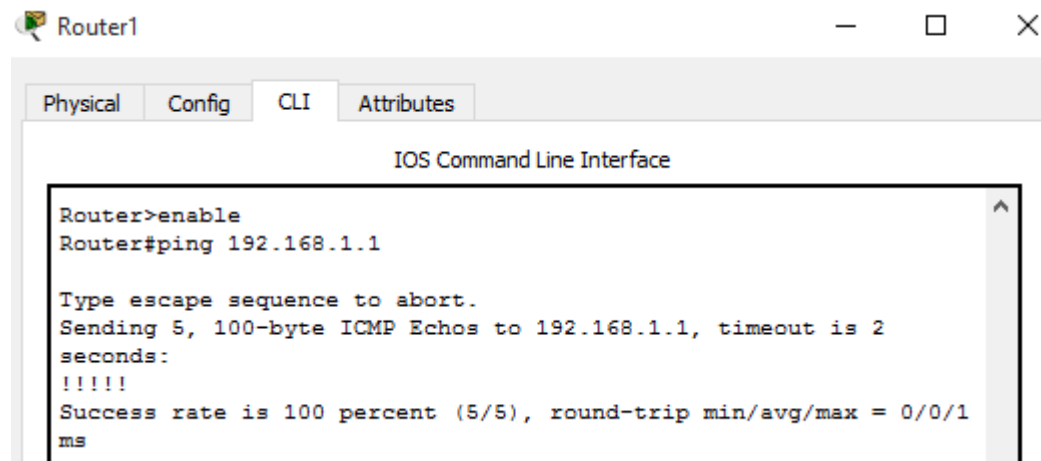 Router1
Physical Config CLI Attributes
IOS Command Line Interface
Router>enable
Router#ping 192.168.1.1
Type escape sequence to abort.
Sending 5, 100-byte ICMP Echos to 192.168.1.1, timeout is 2
seconds:
!!!!!
Success rate is 100 percent (5/5), round-trip min/avg/max = 0/0/1
ms